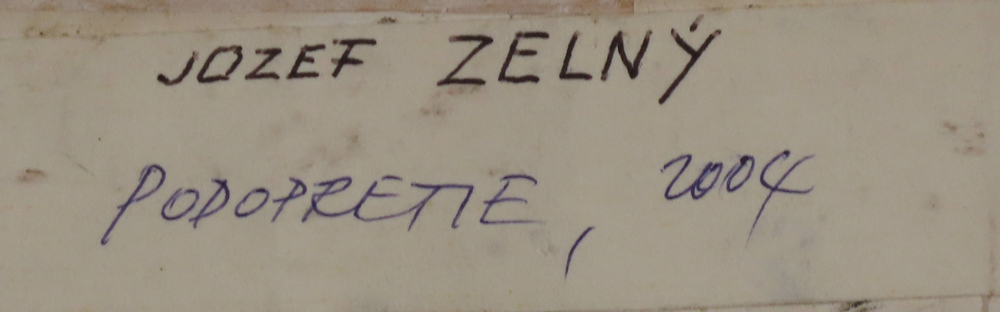 JOZEF ZELNÝ
PODOPRETIE, 2004